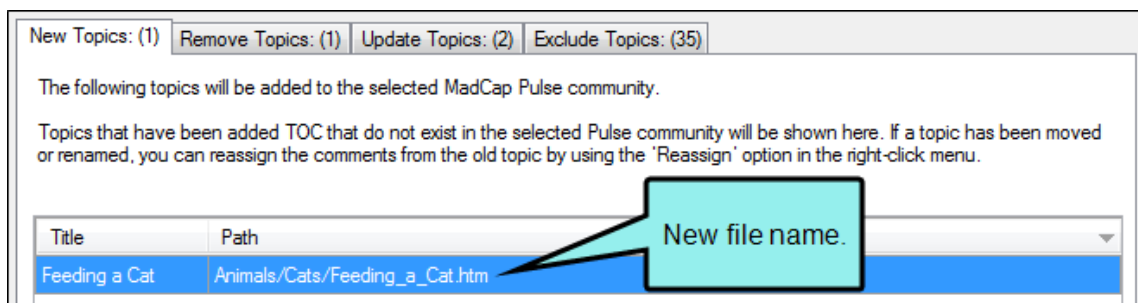 New Topics: (1) Remove Topics: (1) Update Topics: (2) Exclude Topics: (35)
The following topics will be added to the selected MadCap Pulse community.
Topics that have been added TOC that do not exist in the selected Pulse community will be shown here. If a topic has been moved
or renamed, you can reassign the comments from the old topic by using the 'Reassign' option in the right-click menu.
New file name.
Title Path
Feeding a Cat Animals/Cats/Feeding_a_Cat.htm